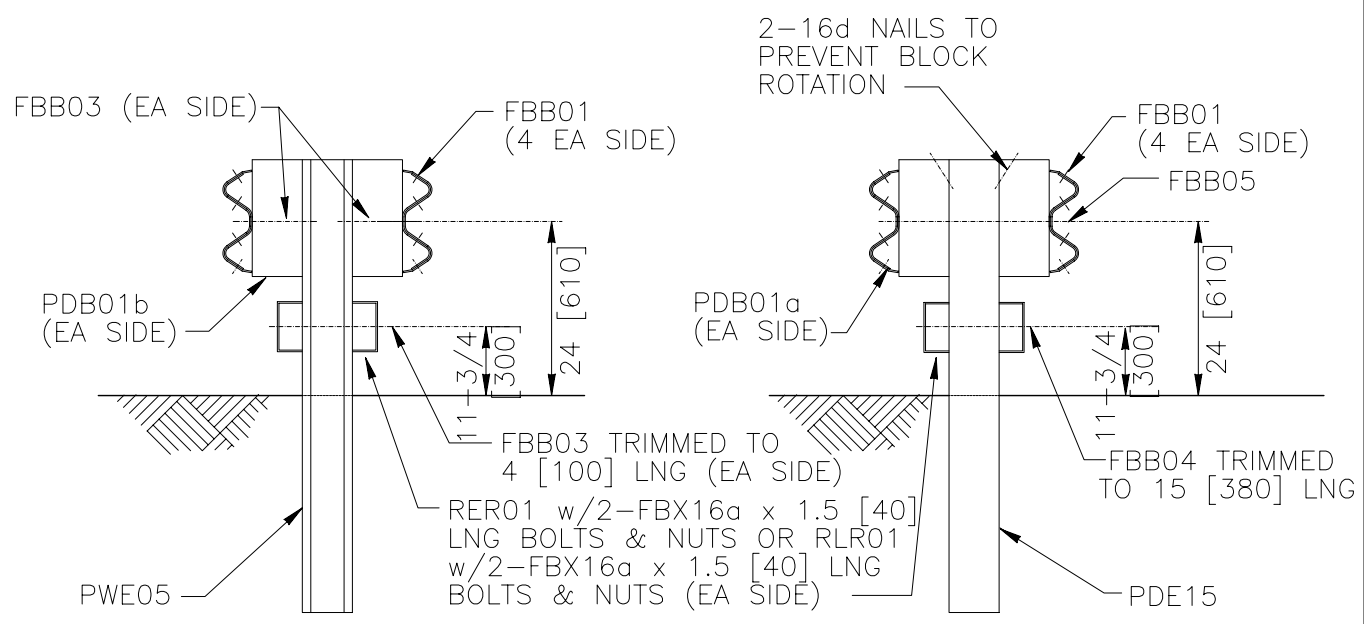 2-16d NAILS TO
PREVENT BLOCK
ROTATION
FBB03 (EA SIDE)
FBB01
(4 EA SIDE)
FBB01
(4 EA SIDE)
FBB05
PDB01b
(EA SIDE)
24 [610]
11-3/4
[300]
PDB01a
(EA SIDE)
24 [610]
11-3/4
[300]
FBB03 TRIMMED TO
4 [100] LNG (EA SIDE)
FBB04 TRIMMED
TO 15 [380] LNG
RER01 w/2-FBX16a x 1.5 [40]
LNG BOLTS & NUTS OR RLR01
w/2-FBX16a x 1.5 [40] LNG
BOLTS & NUTS (EA SIDE)
PWE05
PDE15